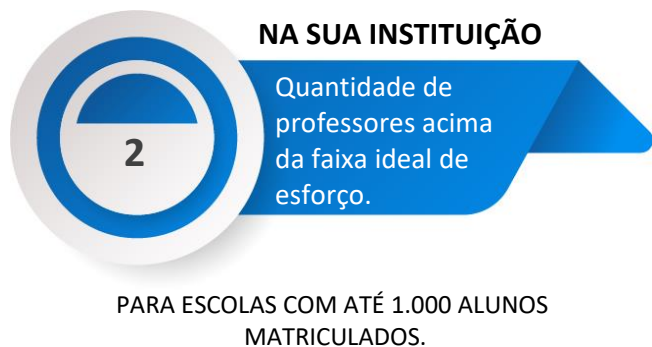 NA SUA INSTITUIÇÃO
2
Quantidade de
professores acima
da faixa ideal de
esforço.
PARA ESCOLAS COM ATÉ 1.000 ALUNOS
MATRICULADOS.